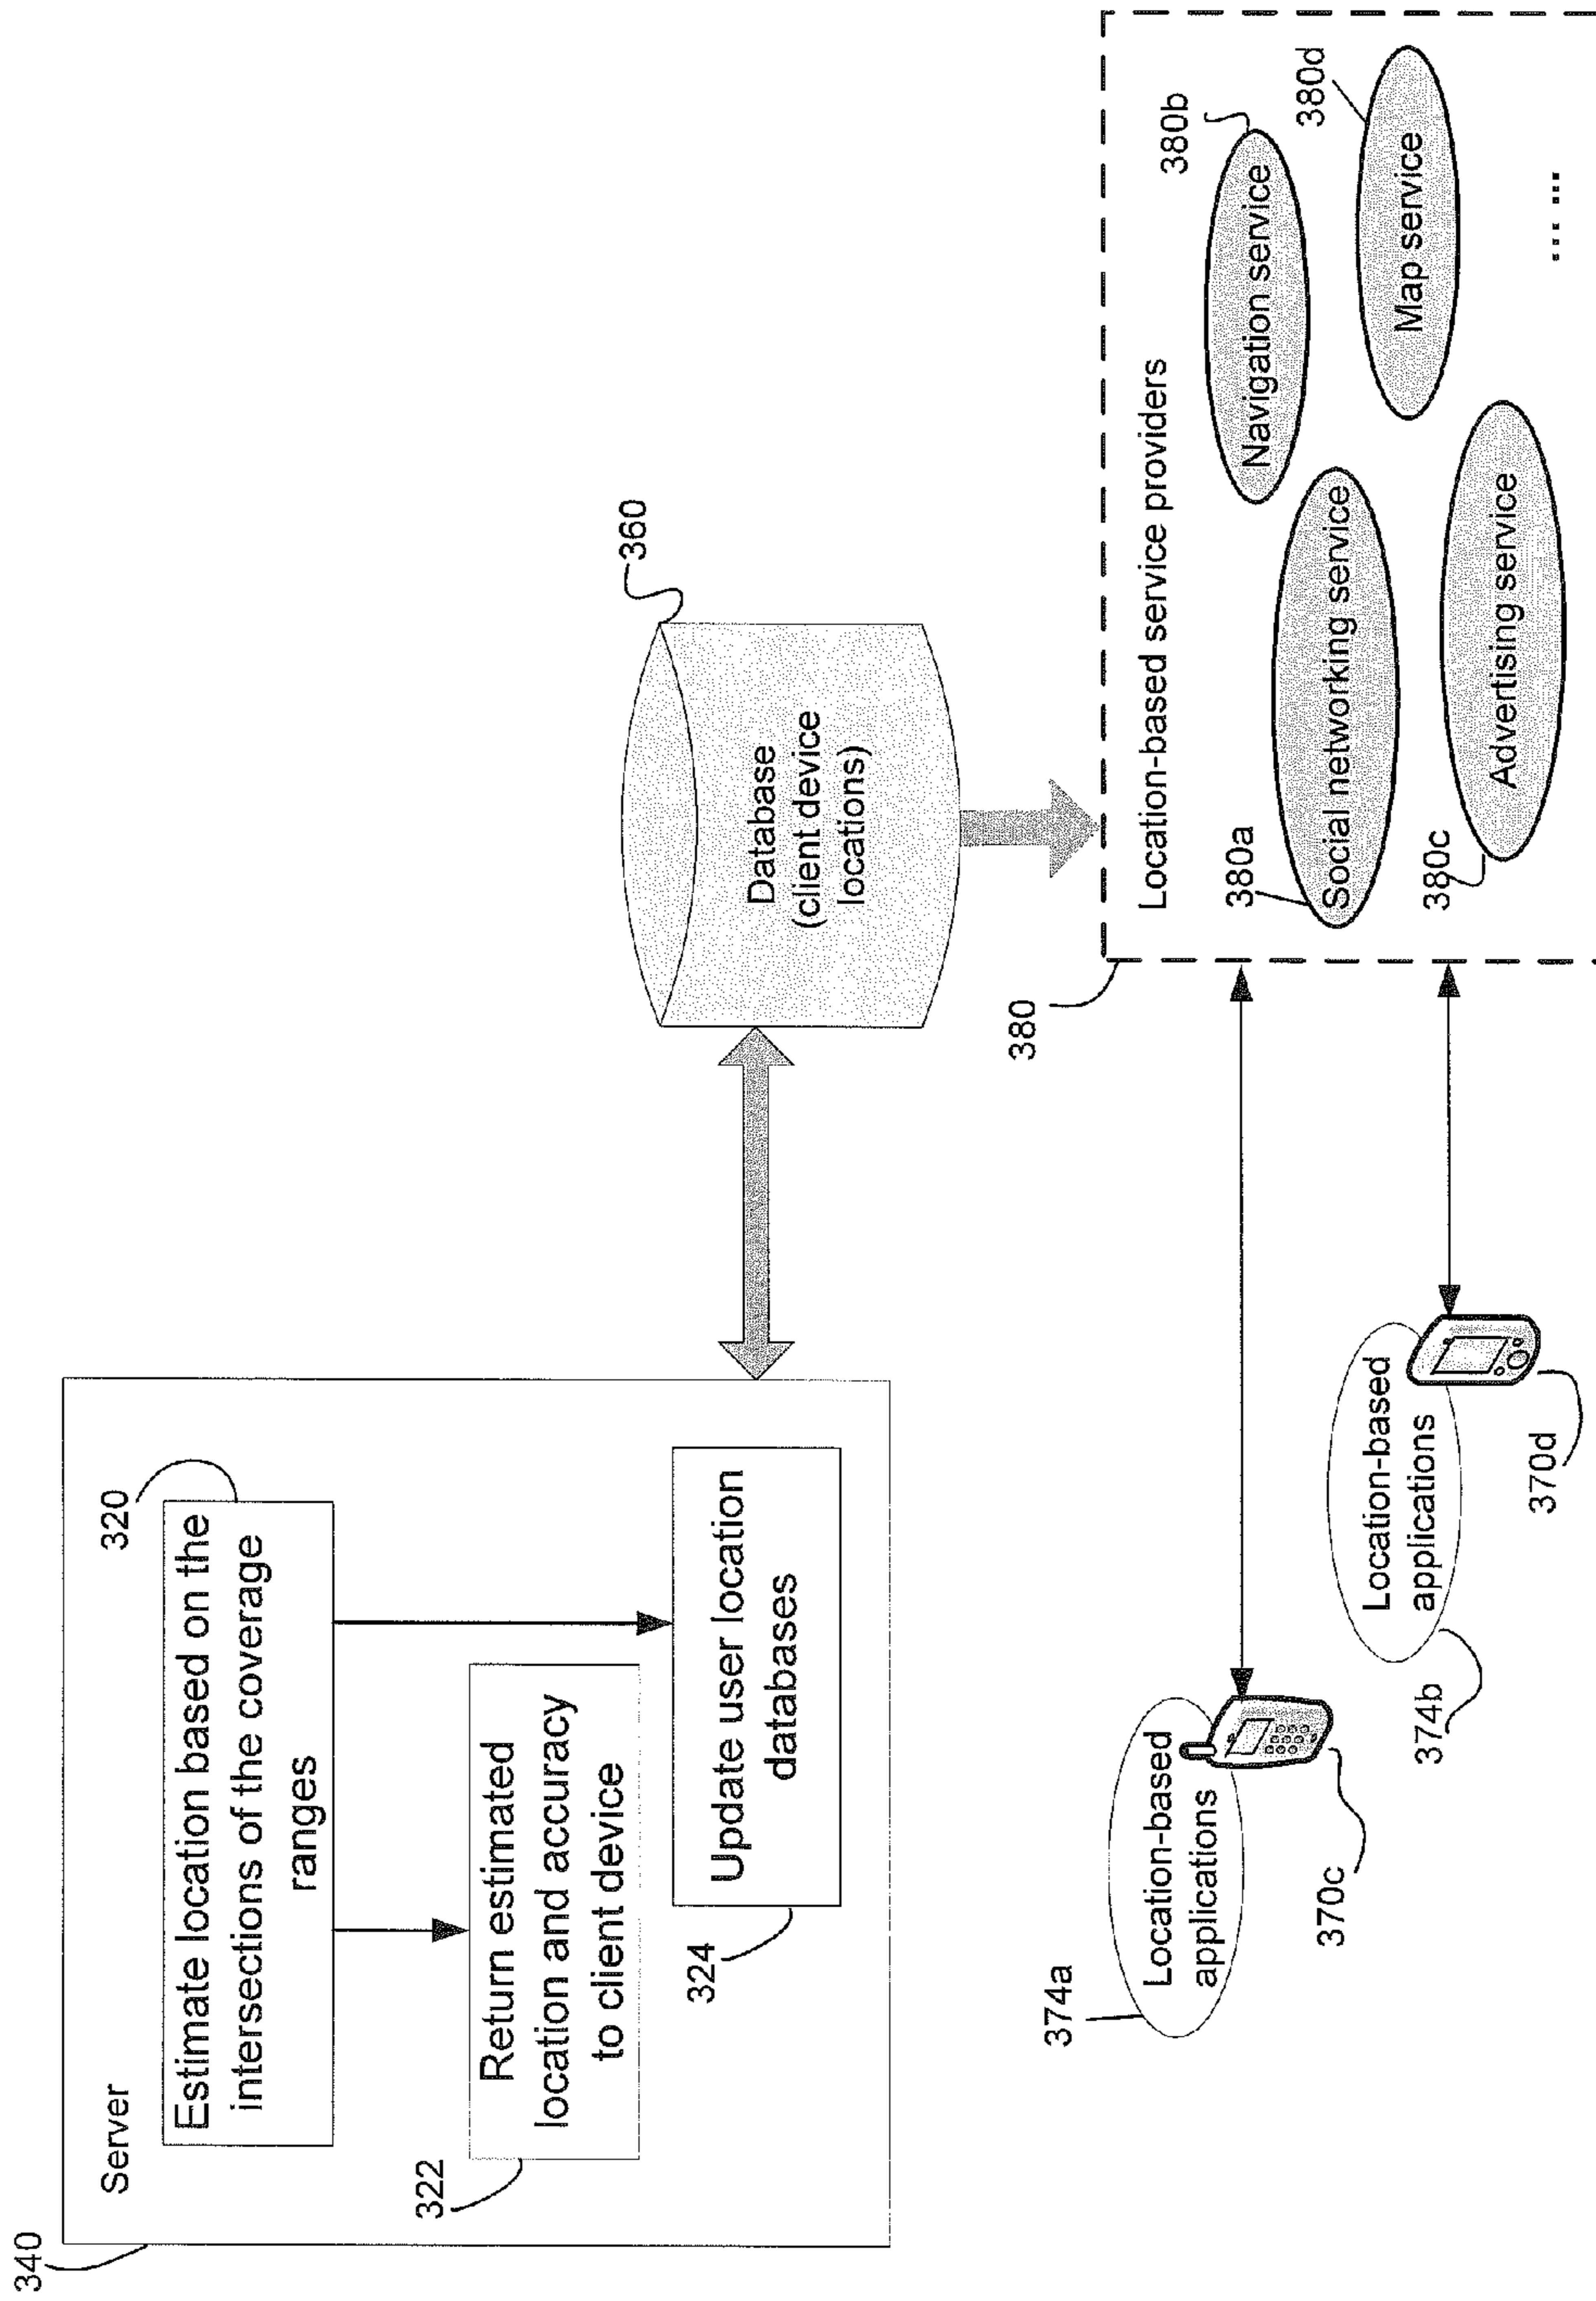 340
Server
320
Estimate location based on the
intersections of the coverage
ranges
322
Return estimated
location and accuracy
to client device
324
Update user location
databases
360
Database
(client device
locations)
374a
Location-based
applications
370c
374b
Location-based
applications
370d
380
Location-based service providers
380a
Social networking service
380b
Navigation service
380c
Advertising service
380d
Map service
... ...